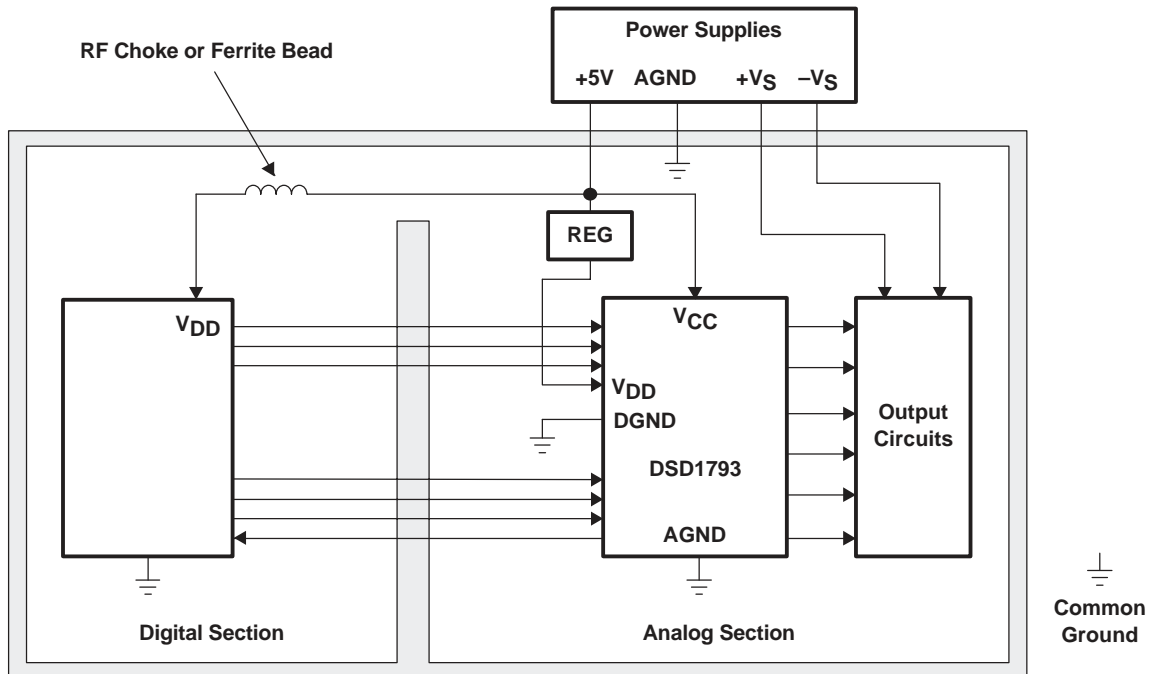 Power Supplies
RF Choke or Ferrite Bead
+5V AGND +VS –VS
REG
VDD
VCC
VDD
DGND
DSD1793
AGND
Output
Circuits
Digital Section
Analog Section
Common
Ground